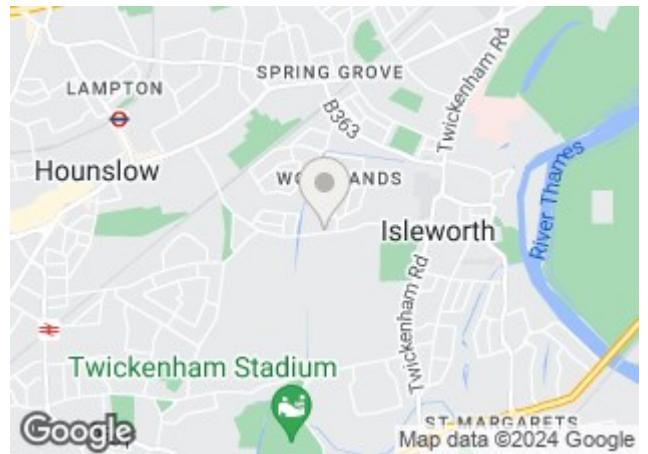 Twickenham Rd
SPRING GROVE
LAMPTON
B363
Hounslow
River Thames
Isleworth
Twickenham Rd
Twickenham Stadium
ST MARGARETS
Google
Map data ©2024 Google